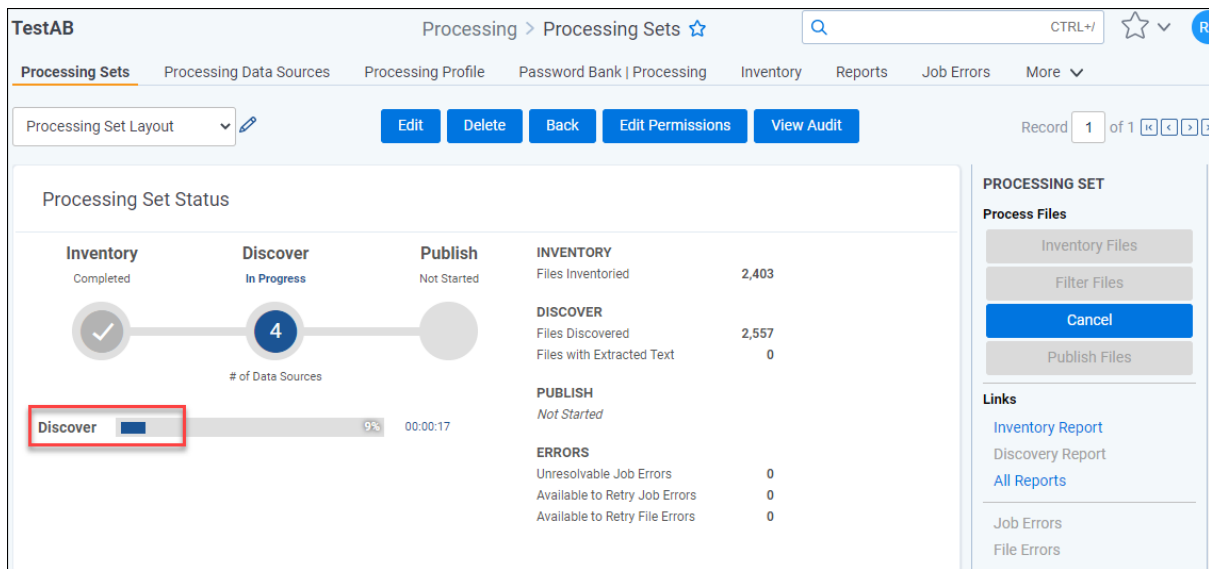 TestAB
Processing > Processing Sets
CTRL+/
R
Processing Sets
Processing Data Sources
Processing Profile
Password Bank | Processing
Inventory
Reports
Job Errors
More
Processing Set Layout
Edit
Delete
Back
Edit Permissions
View Audit
Record 1 of 1
Processing Set Status
Inventory
Completed
Discover
In Progress
Publish
Not Started
4
# of Data Sources
Discover 9% 00:00:17
INVENTORY
Files Inventoried 2,403
DISCOVER
Files Discovered 2,557
Files with Extracted Text 0
PUBLISH
Not Started
ERRORS
Unresolvable Job Errors 0
Available to Retry Job Errors 0
Available to Retry File Errors 0
PROCESSING SET
Process Files
Inventory Files
Filter Files
Cancel
Publish Files
Links
Inventory Report
Discovery Report
All Reports
Job Errors
File Errors